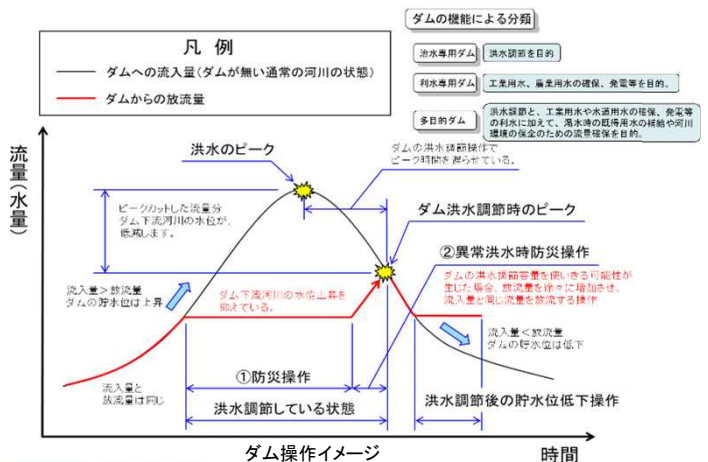 ダムの機能による分類
治水専用ダム
洪水調節を目的
利水専用ダム
工業用水、農業用水の確保、発電等を目的。
多目的ダム
洪水調節と、工業用水や水道用水の確保、発電等
の利水に加えて、渇水時の既得用水の補給や河川
環境の保全のための流量確保を目的。
凡 例
ダムへの流入量(ダムが無い通常の河川の状態)
ダムからの放流量
流量(水量)
洪水のピーク
ダムの洪水調節操作で
ピーク時間を遅らせている。
ピークカットした流量分
ダム下流河川の水位が、
低減します。
ダム洪水調節時のピーク
②異常洪水時防災操作
ダムの洪水調節容量を使いきる可能性が
生じた場合、放流量を徐々に増加させ、
流入量と同じ流量を放流する操作
流入量>放流量
ダムの貯水位は上昇
ダム下流河川の水位上昇を
抑えている。
流入量<放流量
ダムの貯水位は低下
流入量と
放流量は同じ
①防災操作
洪水調節している状態
洪水調節後の貯水位低下操作
ダム操作イメージ
時間